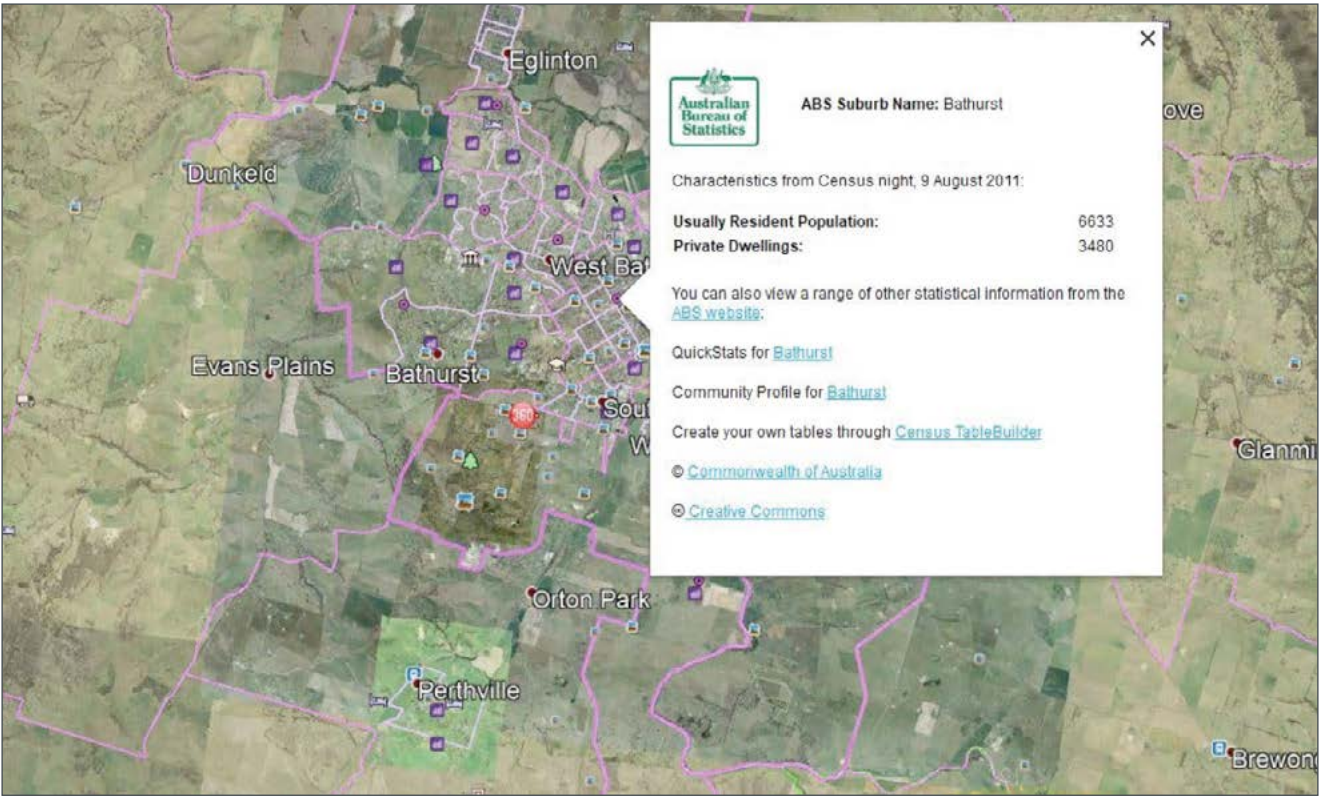 Eglinton
Dunkeld
West Bat
Evans Plains
Bathurst
360
Sou
W
Orton Park
Perthville
ove
Glanmi
Brewong
Australian
Bureau of
Statistics
ABS Suburb Name: Bathurst
Characteristics from Census night, 9 August 2011:
Usually Resident Population: 6633
Private Dwellings: 3480
You can also view a range of other statistical information from the
ABS website:
QuickStats for Bathurst
Community Profile for Bathurst
Create your own tables through Census TableBuilder
© Commonwealth of Australia
Creative Commons